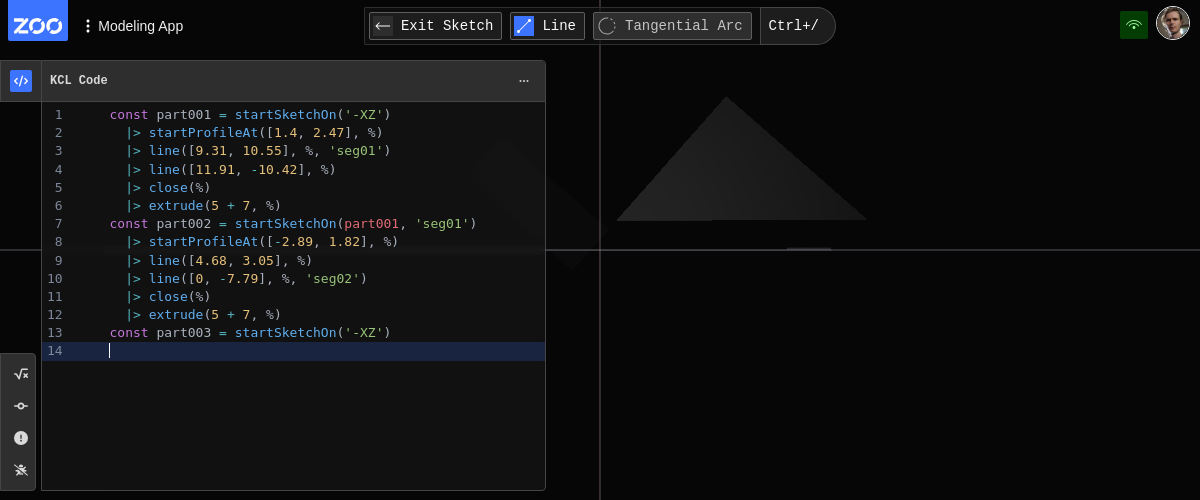 ZOO
Modeling App
Exit Sketch
Line
Tangential Arc
Ctrl+/
KCL Code
1 const part001 = startSketchOn('-XZ')
2 |> startProfileAt([1.4, 2.47], %)
3 |> line([9.31, 10.55], %, 'seg01')
4 |> line([11.91, -10.42], %)
5 |> close(%)
6 |> extrude(5 + 7, %)
7 const part002 = startSketchOn(part001, 'seg01')
8 |> startProfileAt([-2.89, 1.82], %)
9 |> line([4.68, 3.05], %)
10 |> line([0, -7.79], %, 'seg02')
11 |> close(%)
12 |> extrude(5 + 7, %)
13 const part003 = startSketchOn('-XZ')
14